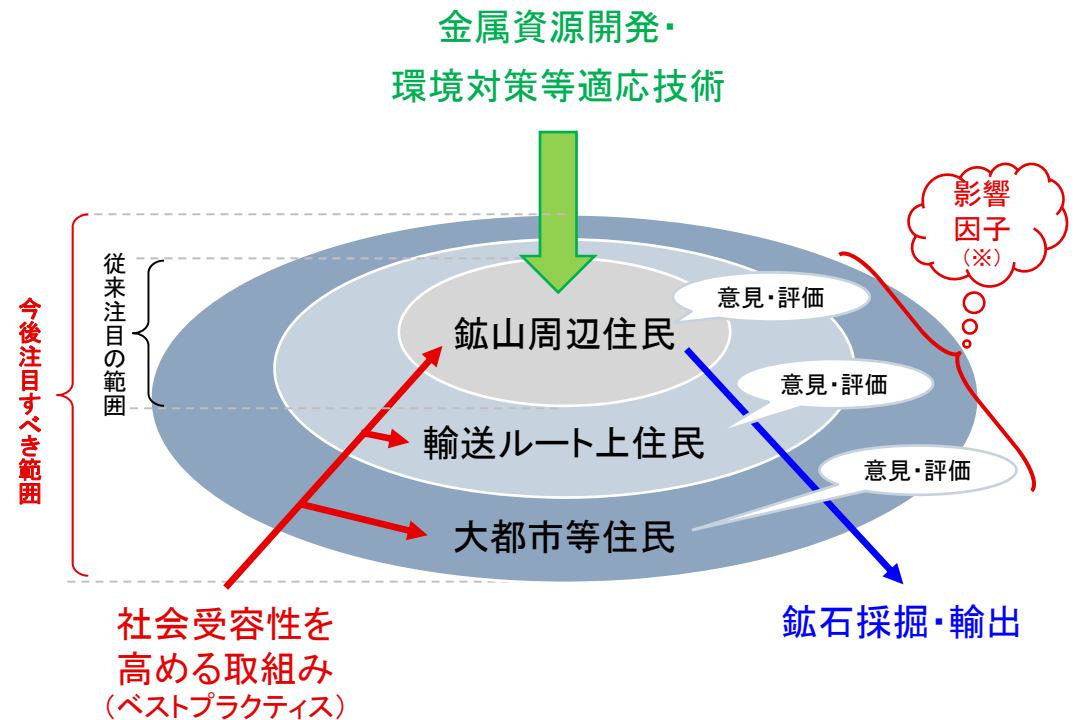 金属資源開発・
環境対策等適応技術
影響
因子
（※）
従来注目の範囲
今後注目すべき範囲
意見・評価
鉱山周辺住民
意見・評価
輸送ルート上住民
意見・評価
大都市等住民
社会受容性を
高める取組み
（ベストプラクティス）
鉱石採掘・輸出